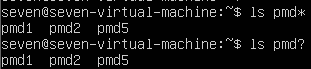 seven@seven-virtual-machine:~$ ls pmd*
pmd1  pmd2  pmd5
seven@seven-virtual-machine:~$ ls pmd?
pmd1  pmd2  pmd5